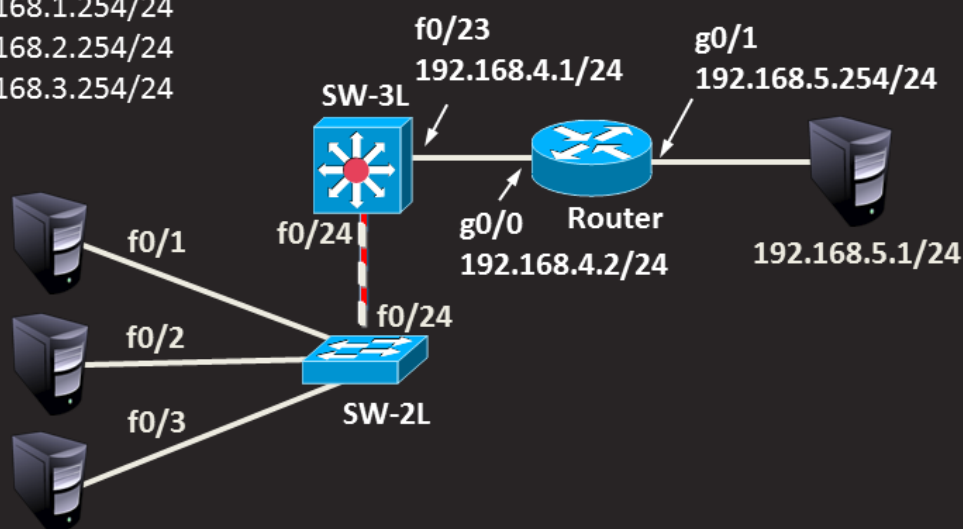 168.1.254/24
168.2.254/24
168.3.254/24
f0/23
192.168.4.1/24
g0/1
192.168.5.254/24
SW-3L
f0/24
g0/0
192.168.4.2/24
Router
192.168.5.1/24
f0/1
f0/24
f0/2
SW-2L
f0/3